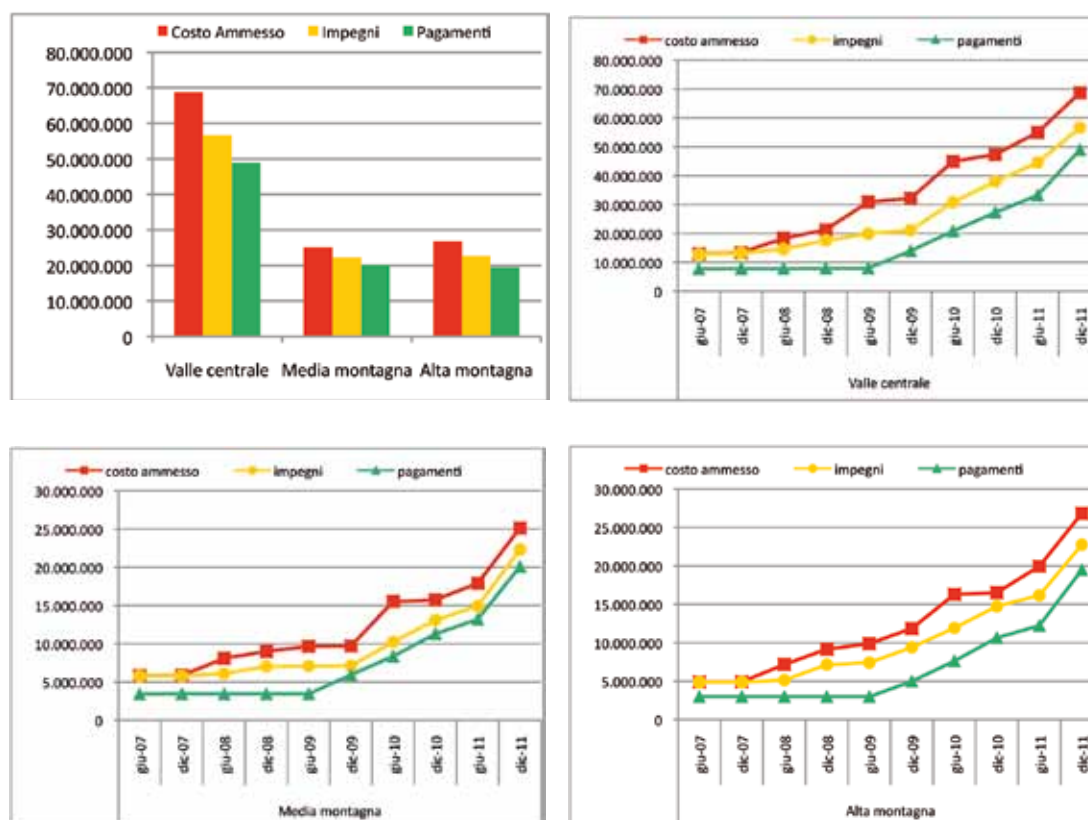 Costo Ammesso Impegni Pagamenti
80.000.000
70.000.000
60.000.000
50.000.000
40.000.000
30.000.000
20.000.000
10.000.000
0
Valle centrale Media montagna Alta montagna
costo ammesso impegni pagamenti
80.000.000
70.000.000
60.000.000
50.000.000
40.000.000
30.000.000
20.000.000
10.000.000
0
giu-07 dic-07 giu-08 dic-08 giu-09 dic-09 giu-10 dic-10 giu-11 dic-11
Valle centrale
costo ammesso impegni pagamenti
30.000.000
25.000.000
20.000.000
15.000.000
10.000.000
5.000.000
0
giu-07 dic-07 giu-08 dic-08 giu-09 dic-09 giu-10 dic-10 giu-11 dic-11
Media montagna
costo ammesso impegni pagamenti
30.000.000
25.000.000
20.000.000
15.000.000
10.000.000
5.000.000
0
giu-07 dic-07 giu-08 dic-08 giu-09 dic-09 giu-10 dic-10 giu-11 dic-11
Alta montagna